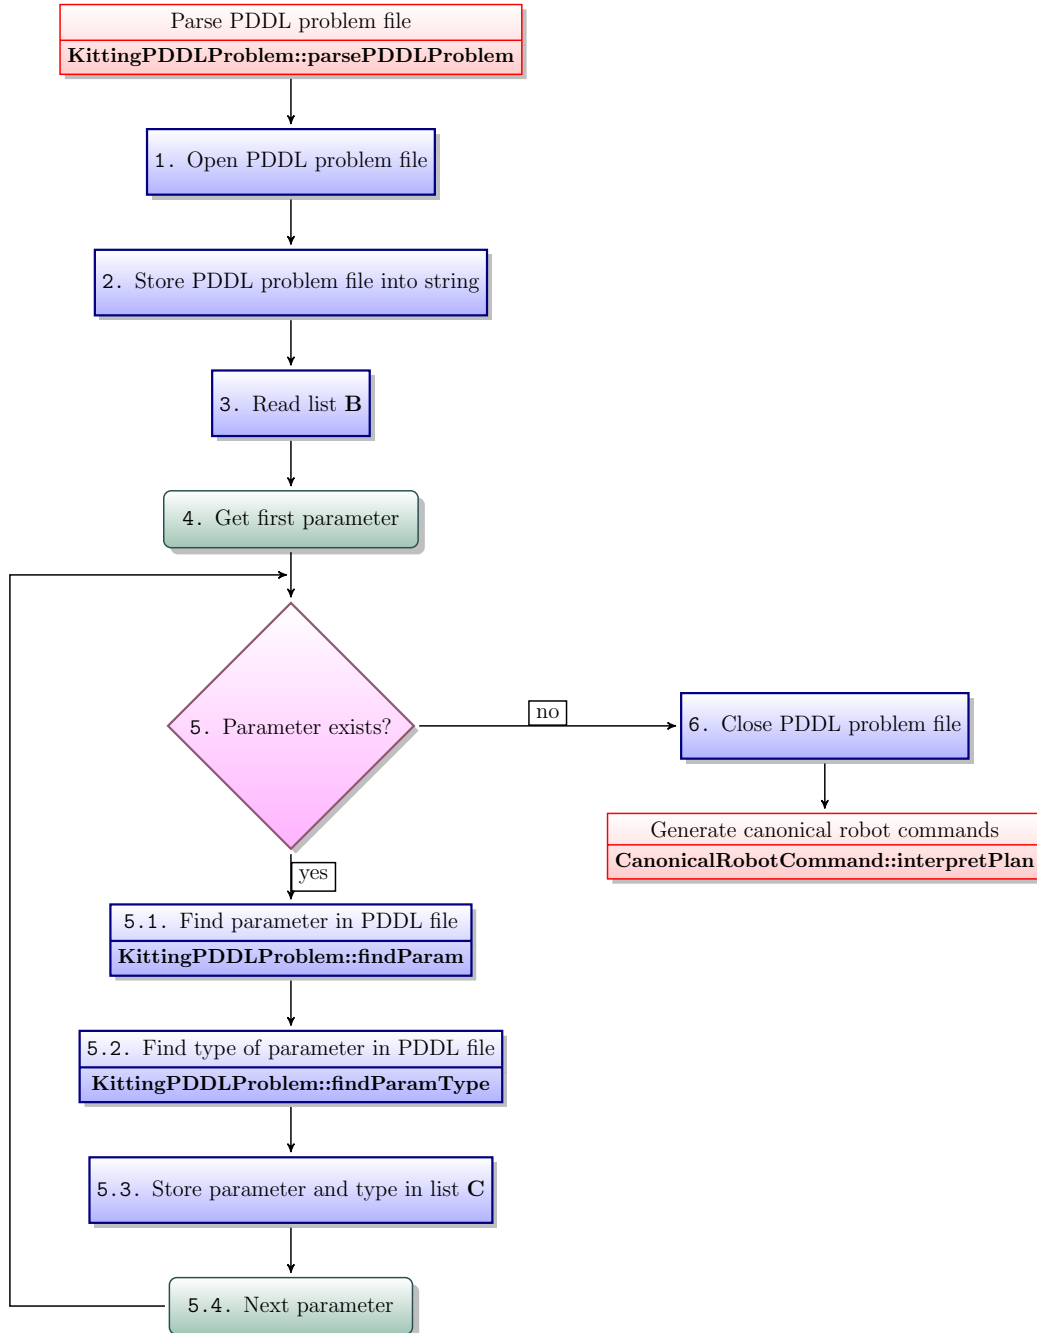 Parse PDDL problem file
KittingPDDLProblem::parsePDDLProblem
1. Open PDDL problem file
2. Store PDDL problem file into string
3. Read list B
4. Get first parameter
5. Parameter exists?
no
6. Close PDDL problem file
Generate canonical robot commands
CanonicalRobotCommand::interpretPlan
yes
5.1. Find parameter in PDDL file
KittingPDDLProblem::findParam
5.2. Find type of parameter in PDDL file
KittingPDDLProblem::findParamType
5.3. Store parameter and type in list C
5.4. Next parameter